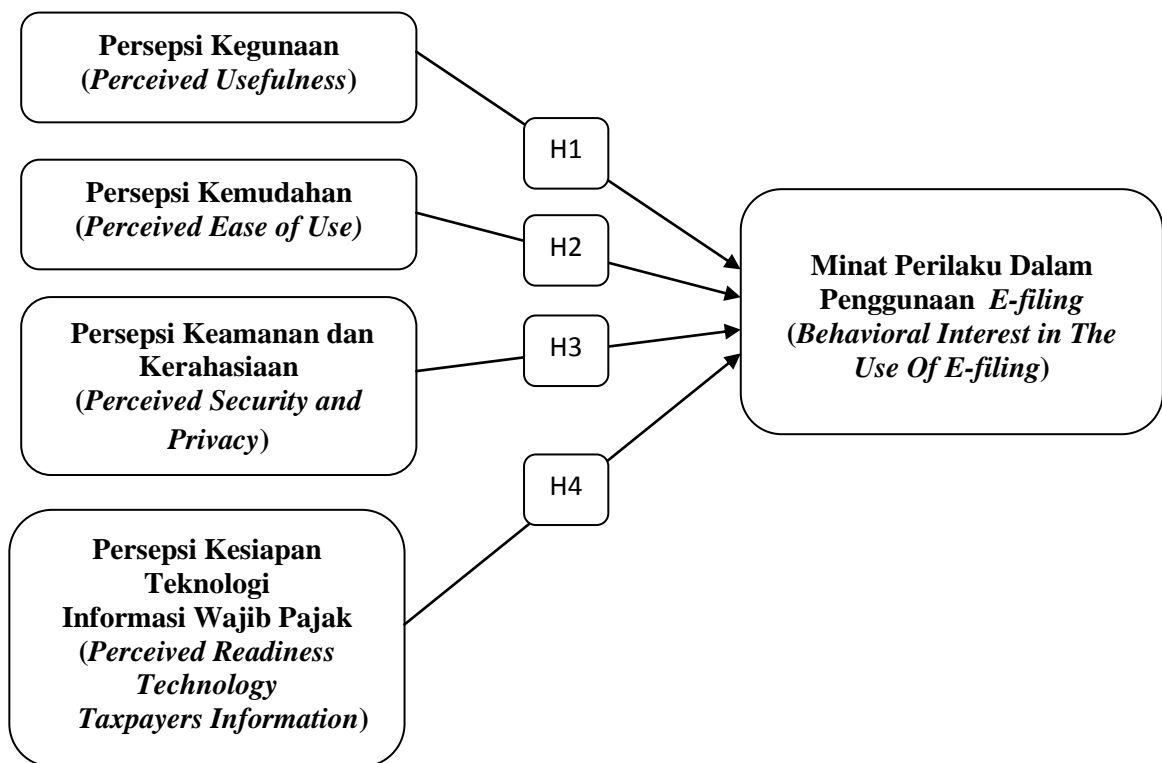 Persepsi Kegunaan
(Perceived Usefulness)
H1
Persepsi Kemudahan
(Perceived Ease of Use)
H2
Persepsi Keamanan dan
Kerahasiaan
(Perceived Security and
Privacy)
H3
Persepsi Kesiapan
Teknologi
Informasi Wajib Pajak
(Perceived Readiness
Technology
Taxpayers Information)
H4
Minat Perilaku Dalam
Penggunaan E-filing
(Behavioral Interest in The
Use Of E-filing)